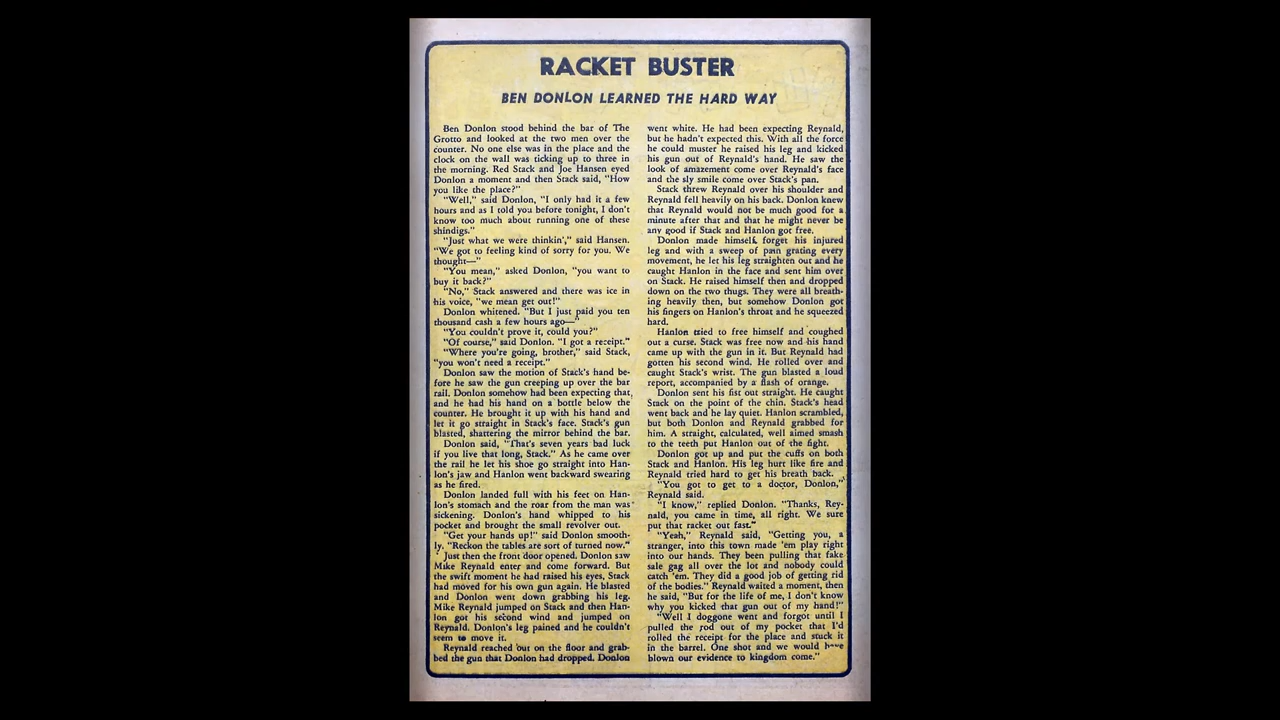 RACKET BUSTER
BEN DONLON LEARNED THE HARD WAY
Ben Donlon stood behind the bar of The
Grotto and looked at the two men over the
counter. No one else was in the place and the
clock on the wall was ticking up to three in
the morning. Red Stack and Joe Hansen eyed
Donlon a moment and then Stack said, "How
you like the place?"
"Well," said Donlon, "I only had it a few
hours and as I told you before tonight, I don't
know too much about running one of these
shindigs."
"Just what we were thinkin'," said Hansen.
"We got to feeling kind of sorry for you. We
thought—"
"You mean," asked Donlon, "you want to
buy it back?"
"No," Stack answered and there was ice in
his voice, "we mean get out!"
Donlon whitened. "But I just paid you ten
thousand cash a few hours ago—"
"You couldn't prove it, could you?"
"Of course," said Donlon. "I got a receipt."
"Where you're going, brother," said Stack,
"you won't need a receipt."
Donlon saw the motion of Stack's hand be-
fore he saw the gun creeping up over the bar
rail. Donlon somehow had been expecting that,
and he had his hand on a bottle below the
counter. He brought it up with his hand and
let it go straight in Stack's face. Stack's gun
blasted, shattering the mirror behind the bar.
Donlon said, "That's seven years bad luck
if you live that long, Stack." As he came over
the rail he let his shoe go straight into Han-
lon's jaw and Hanlon went backward swearing
as he fired.
Donlon landed full with his feet on Han-
lon's stomach and the roar from the man was
sickening. Donlon's hand whipped to his
pocket and brought the small revolver out.
"Get your hands up!" said Donlon smooth-
ly. "Reckon the tables are sort of turned now."
Just then the front door opened. Donlon saw
Mike Reynald enter and come forward. But
the swift moment he had raised his eyes, Stack
had moved for his own gun again. He blasted
and Donlon went down grabbing his leg.
Mike Reynald jumped on Stack and then Han-
lon got his second wind and jumped on
Reynald. Donlon's leg pained and he couldn't
seem to move it.
Reynald reached out on the floor and grab-
bed the gun that Donlon had dropped. Donlon
went white. He had been expecting Reynald,
but he hadn't expected this. With all the force
he could muster he raised his leg and kicked
his gun out of Reynald's hand. He saw the
look of amazement come over Reynald's face
and the sly smile come over Stack's pan.
Stack threw Reynald over his shoulder and
Reynald fell heavily on his back. Donlon knew
that Reynald would not be much good for a
minute after that and that he might never be
any good if Stack and Hanlon got free.
Donlon made himself forget his injured
leg and with a sweep of pain grating every
movement, he let his leg straighten out and he
caught Hanlon in the face and sent him over
on Stack. He raised himself then and dropped
down on the two thugs. They were all breath-
ing heavily then, but somehow Donlon got
his fingers on Hanlon's throat and he squeezed
hard.
Hanlon tried to free himself and coughed
out a curse. Stack was free now and his hand
came up with the gun in it. But Reynald had
gotten his second wind. He rolled over and
caught Stack's wrist. The gun blasted a loud
report, accompanied by a flash of orange.
Donlon sent his fist out straight. He caught
Stack on the point of the chin. Stack's head
went back and he lay quiet. Hanlon scrambled,
but both Donlon and Reynald grabbed for
him. A straight, calculated, well aimed smash
to the teeth put Hanlon out of the fight.
Donlon got up and put the cuffs on both
Stack and Hanlon. His leg hurt like fire and
Reynald tried hard to get his breath back.
"You got to get to a doctor, Donlon,"
Reynald said.
"I know," replied Donlon. "Thanks, Rey-
nald, you came in time, all right. We sure
put that racket out fast."
"Yeah," Reynald said, "Getting you, a
stranger, into this town made 'em play right
into our hands. They been pulling that fake
sale gag all over the lot and nobody could
catch 'em. They did a good job of getting rid
of the bodies." Reynald waited a moment, then
he said, "But for the life of me, I don't know
why you kicked that gun out of my hand!"
"Well I doggone went and forgot until I
pulled the rod out of my pocket that I'd
rolled the receipt for the place and stuck it
in the barrel. One shot and we would have
blown our evidence to kingdom come."